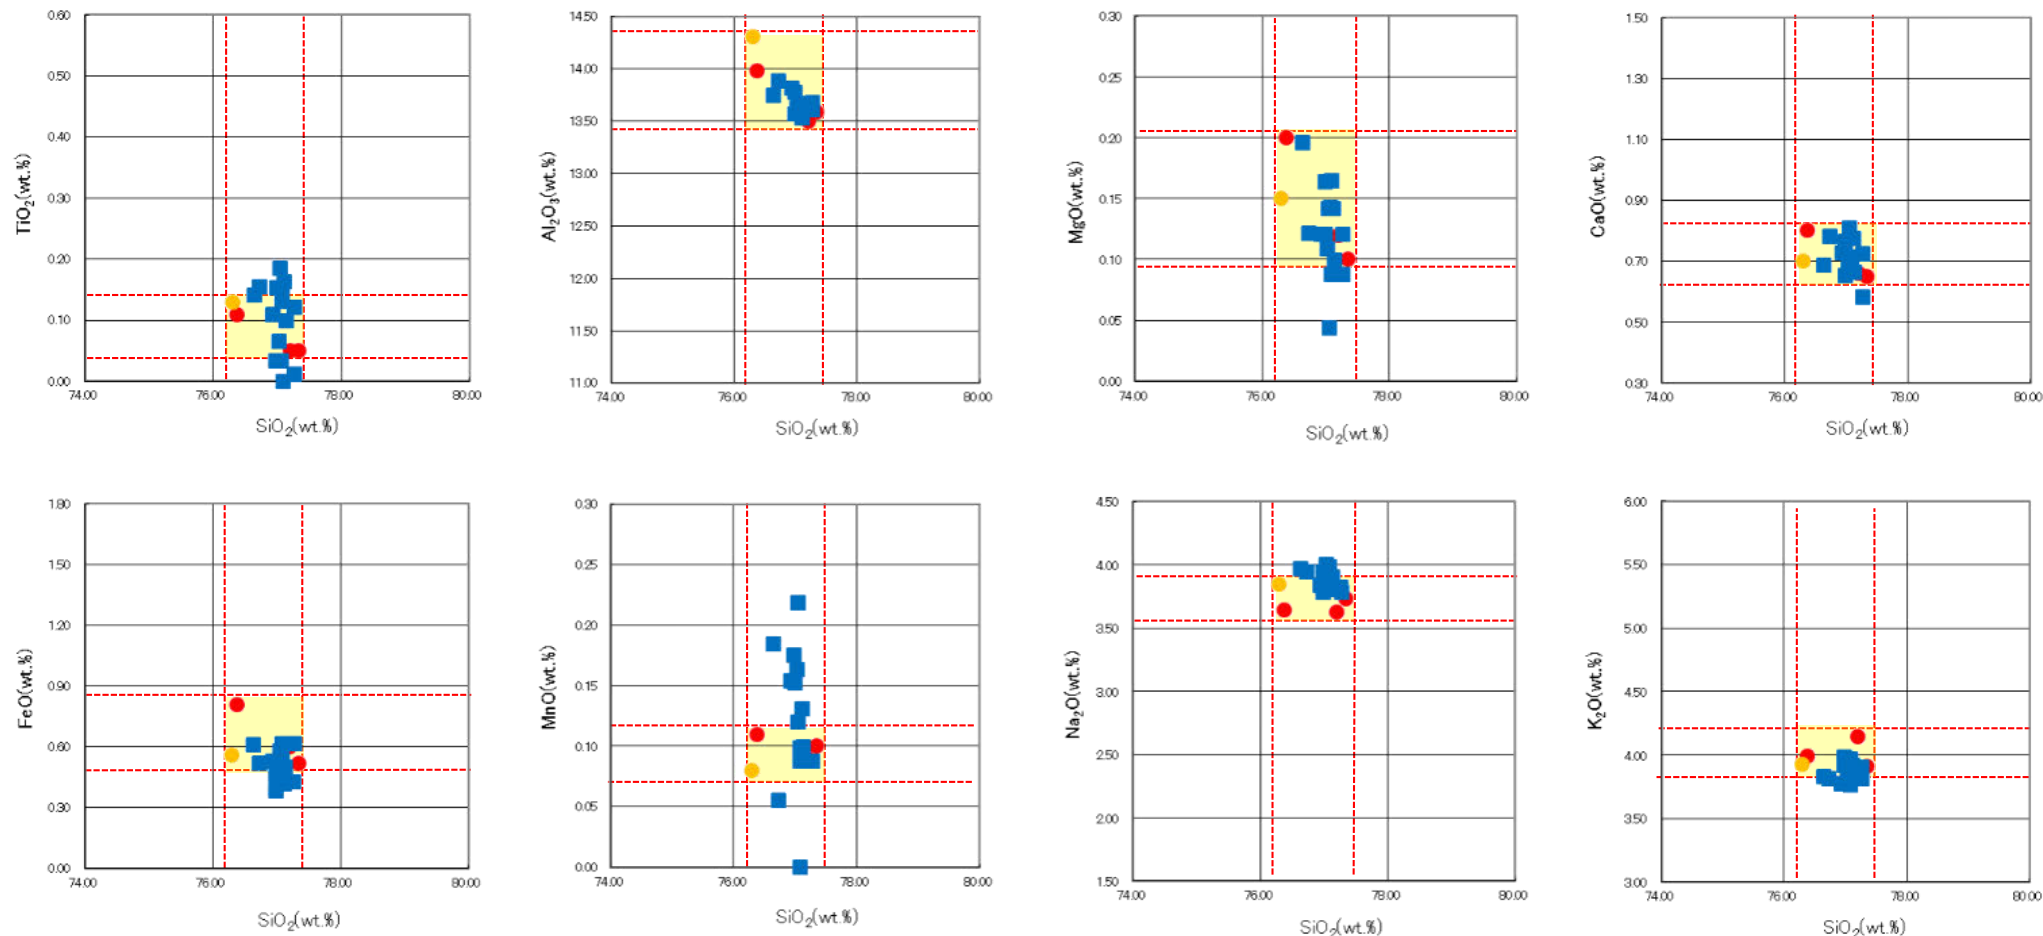 0.60
0.50
0.40
0.30
0.20
0.10
0.00
74.00 76.00 78.00 80.00
TiO2(wt.%)
SiO2(wt.%)
14.50
14.00
13.50
13.00
12.50
12.00
11.50
11.00
74.00 76.00 78.00 80.00
Al2O3(wt.%)
SiO2(wt.%)
0.30
0.25
0.20
0.15
0.10
0.05
0.00
74.00 76.00 78.00 80.00
MgO(wt.%)
SiO2(wt.%)
1.50
1.30
1.10
0.90
0.70
0.50
0.30
74.00 76.00 78.00 80.00
CaO(wt.%)
SiO2(wt.%)
1.80
1.50
1.20
0.90
0.60
0.30
0.00
74.00 76.00 78.00 80.00
FeO(wt.%)
SiO2(wt.%)
0.30
0.25
0.20
0.15
0.10
0.05
0.00
74.00 76.00 78.00 80.00
MnO(wt.%)
SiO2(wt.%)
4.50
4.00
3.50
3.00
2.50
2.00
1.50
74.00 76.00 78.00 80.00
Na2O(wt.%)
SiO2(wt.%)
6.00
5.50
5.00
4.50
4.00
3.50
3.00
74.00 76.00 78.00 80.00
K2O(wt.%)
SiO2(wt.%)